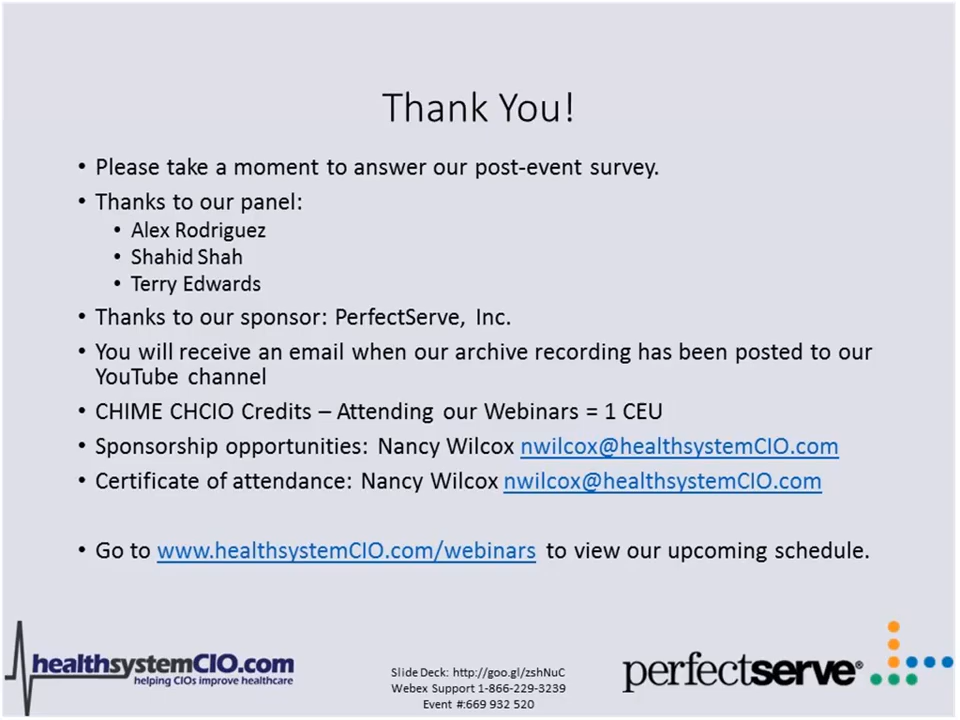 Thank You!
• Please take a moment to answer our post-event survey.
• Thanks to our panel:
• Alex Rodriguez
• Shahid Shah
• Terry Edwards
• Thanks to our sponsor: PerfectServe, Inc.
• You will receive an email when our archive recording has been posted to our
YouTube channel
• CHIME CHCIO Credits – Attending our Webinars = 1 CEU
• Sponsorship opportunities: Nancy Wilcox nwilcox@healthsystemCIO.com
• Certificate of attendance: Nancy Wilcox nwilcox@healthsystemCIO.com
• Go to www.healthsystemCIO.com/webinars to view our upcoming schedule.
healthsystemCIO.com
helping CIOs improve healthcare
Slide Deck: http://goo.gl/zshNuC
Webex Support 1-866-229-3239
Event #:669 932 520
perfectserve®